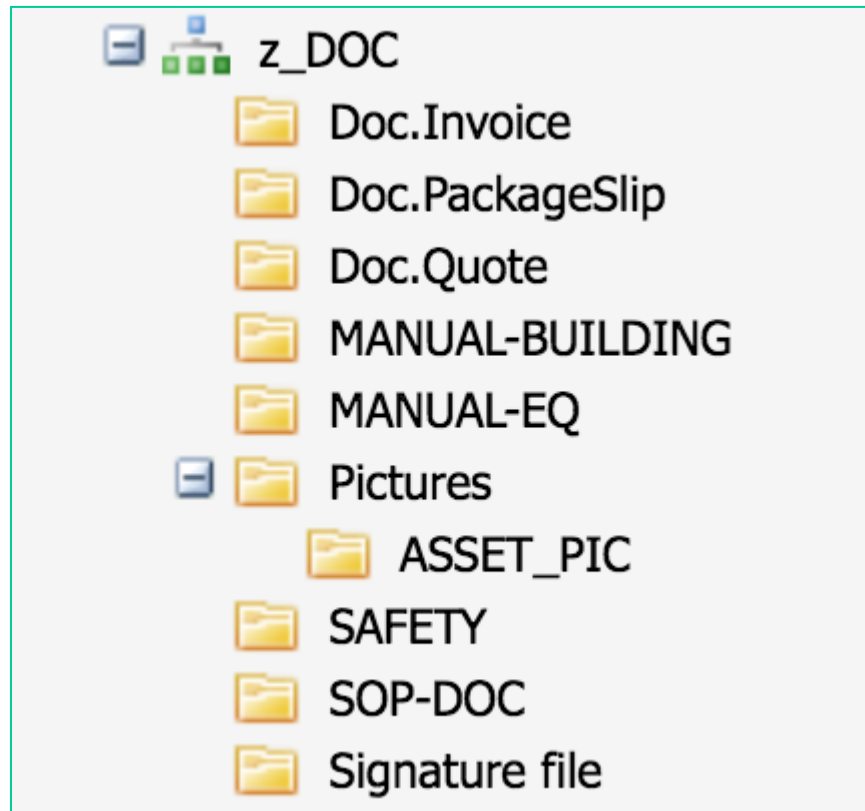 z_DOC
Doc.Invoice
Doc.PackageSlip
Doc.Quote
MANUAL-BUILDING
MANUAL-EQ
Pictures
ASSET_PIC
SAFETY
SOP-DOC
Signature file